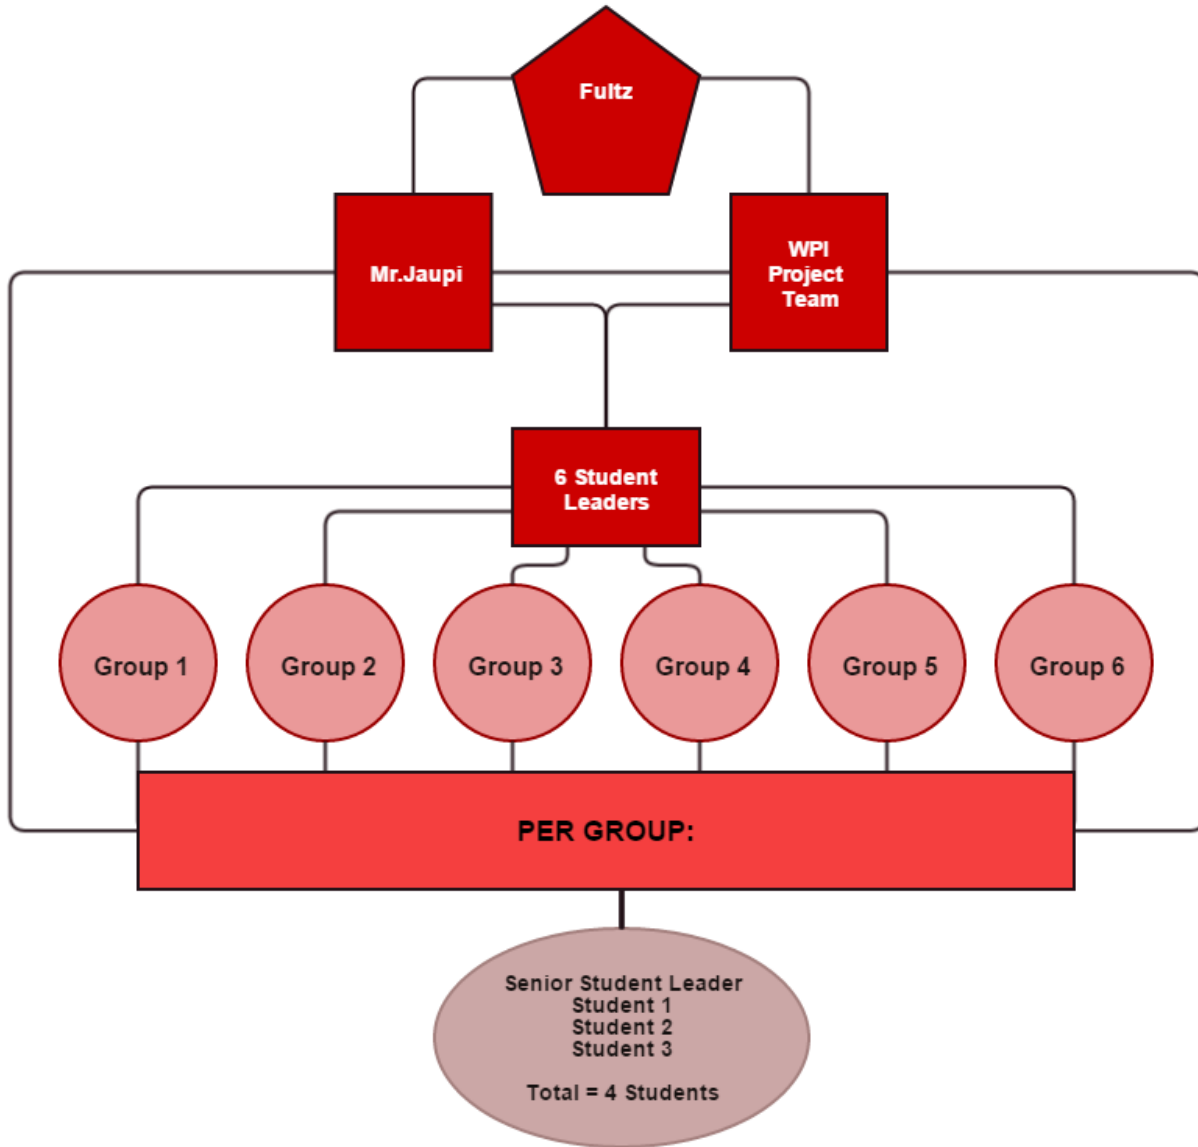 Fultz
Mr.Jaupi
WPI
Project
Team
6 Student
Leaders
Group 1
Group 2
Group 3
Group 4
Group 5
Group 6
PER GROUP:
Senior Student Leader
Student 1
Student 2
Student 3
Total = 4 Students